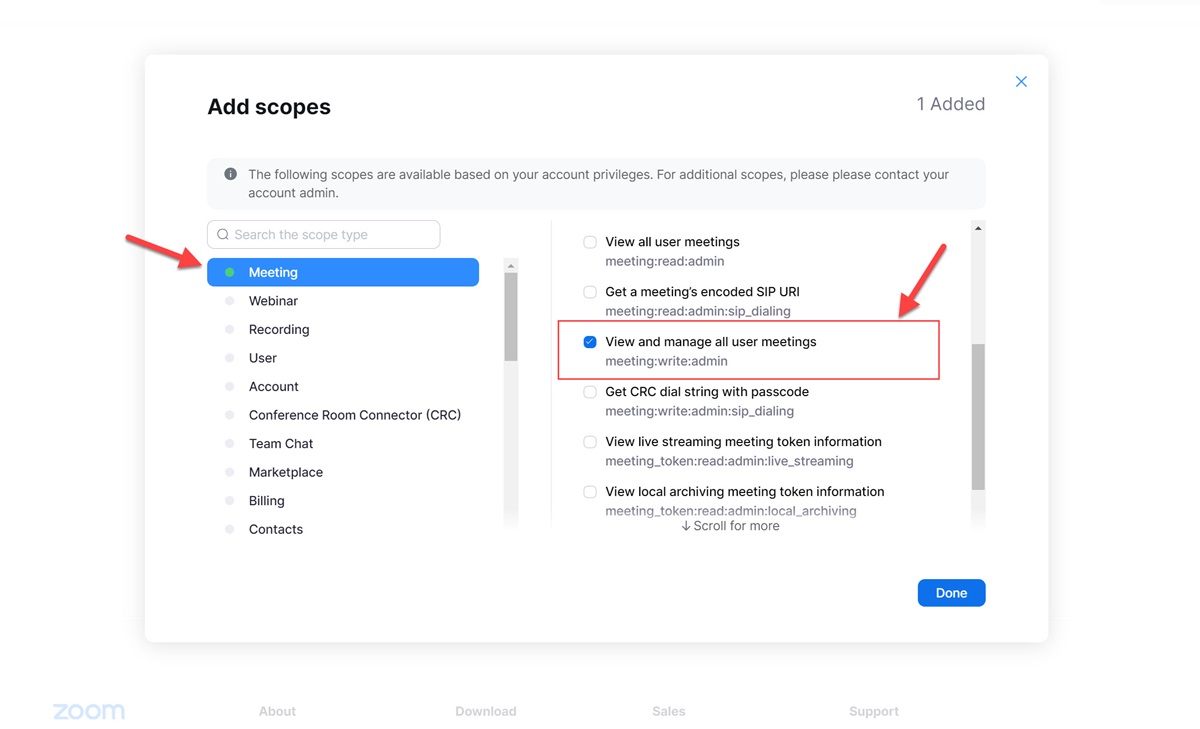 Add scopes
1 Added
The following scopes are available based on your account privileges. For additional scopes, please please contact your
account admin.
Search the scope type
Meeting
Webinar
Recording
User
Account
Conference Room Connector (CRC)
Team Chat
Marketplace
Billing
Contacts
View all user meetings
meeting:read:admin
Get a meeting's encoded SIP URI
meeting:read:admin:sip_dialing
View and manage all user meetings
meeting:write:admin
Get CRC dial string with passcode
meeting:write:admin:sip_dialing
View live streaming meeting token information
meeting_token:read:admin:live_streaming
View local archiving meeting token information
meeting_token:read:admin:local_archiving
↓ Scroll for more
Done
zoom
About
Download
Sales
Support